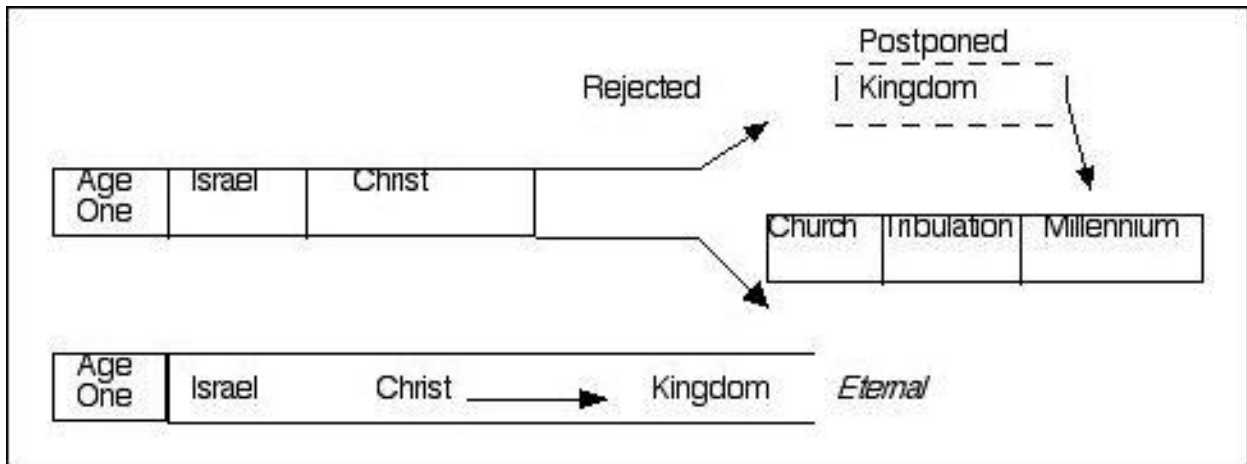 Postponed
Rejected
Kingdom
Age
One
Israel
Christ
Church
Tribulation
Millennium
Age
One
Israel
Christ
Kingdom
Eternal